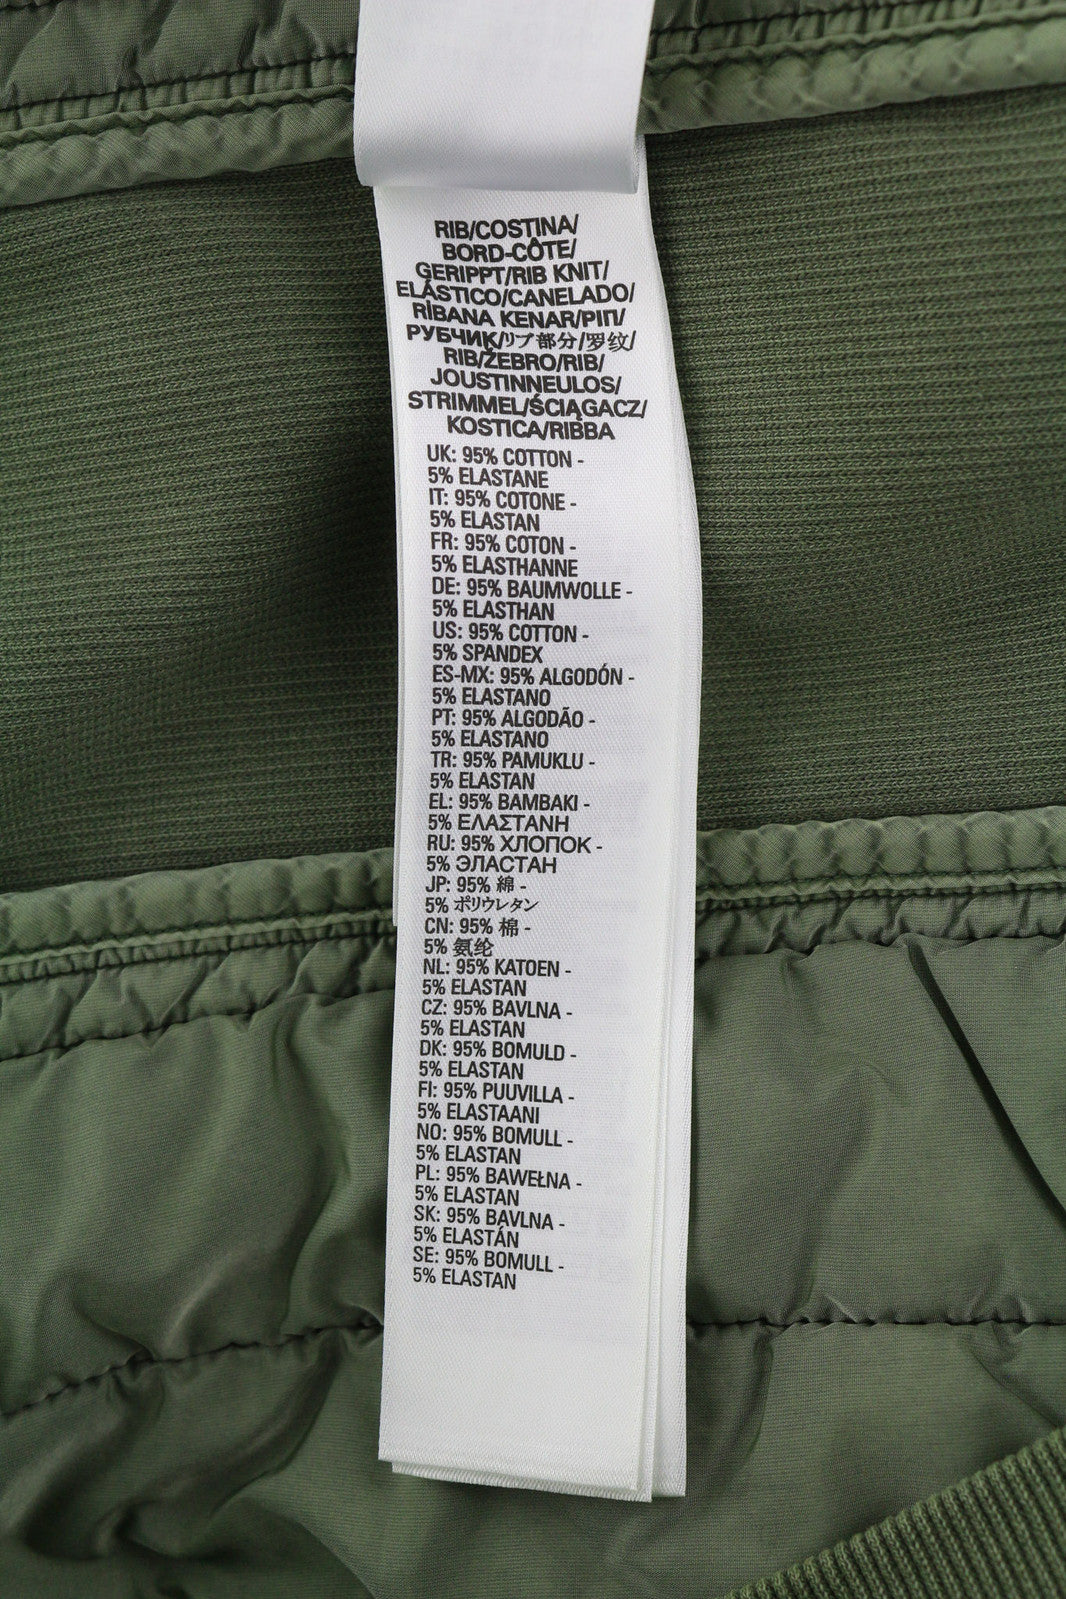 RIB/COSTINA/
BORD-CÔTE/
GERIPPT/RIB KNIT/
ELÁSTICO/CANELADO/
RİBANA KENAR/ΡΙΠ/
РУБЧИК/リブ部分/罗纹/
RIB/ŽEBRO/RIB/
JOUSTINNEULOS/
STRIMMEL/ŚCIĄGACZ/
KOSTICA/RIBBA
UK: 95% COTTON -
5% ELASTANE
IT: 95% COTONE -
5% ELASTAN
FR: 95% COTON -
5% ELASTHANNE
DE: 95% BAUMWOLLE -
5% ELASTHAN
US: 95% COTTON -
5% SPANDEX
ES-MX: 95% ALGODÓN -
5% ELASTANO
PT: 95% ALGODÃO -
5% ELASTANO
TR: 95% PAMUKLU -
5% ELASTAN
EL: 95% ΒΑΜΒΑΚΙ -
5% ΕΛΑΣΤΑΝΗ
RU: 95% ХЛОПОК -
5% ЭЛАСТАН
JP: 95% 綿 -
5% ポリウレタン
CN: 95% 棉 -
5% 氨纶
NL: 95% KATOEN -
5% ELASTAN
CZ: 95% BAVLNA -
5% ELASTAN
DK: 95% BOMULD -
5% ELASTAN
FI: 95% PUUVILLA -
5% ELASTAANI
NO: 95% BOMULL -
5% ELASTAN
PL: 95% BAWEŁNA -
5% ELASTAN
SK: 95% BAVLNA -
5% ELASTÁN
SE: 95% BOMULL -
5% ELASTAN